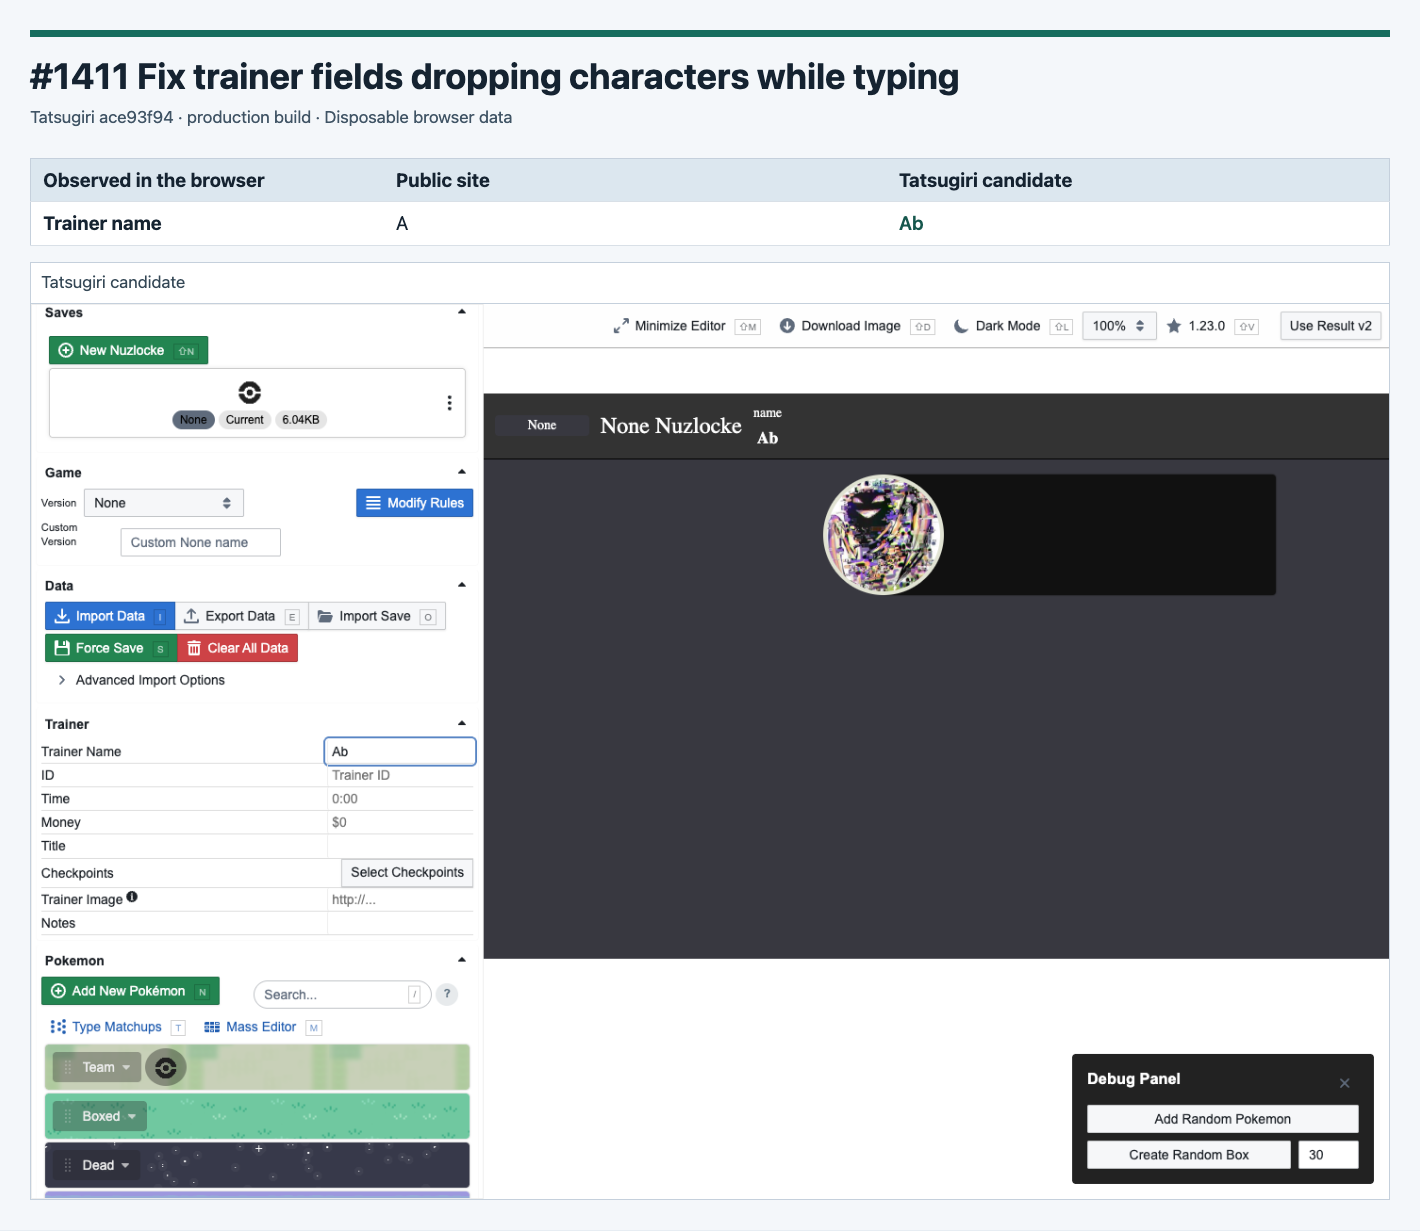 #1411 Fix trainer fields dropping characters while typing
Tatsugiri ace93f94 · production build · Disposable browser data
Observed in the browser Public site Tatsugiri candidate
Trainer name A Ab
Tatsugiri candidate
Saves
New Nuzlocke ⇧N
None Current 6.04KB
Game
Version None Modify Rules
Custom Version Custom None name
Data
Import Data I Export Data E Import Save O
Force Save S Clear All Data
Advanced Import Options
Trainer
Trainer Name Ab
ID Trainer ID
Time 0:00
Money $0
Title
Checkpoints Select Checkpoints
Trainer Image http://...
Notes
Pokemon
Add New Pokémon N Search... / ?
Type Matchups T Mass Editor M
Team
Boxed
Dead
Minimize Editor ⇧M Download Image ⇧D Dark Mode ⇧L 100% 1.23.0 ⇧V Use Result v2
None None Nuzlocke name
Ab
Debug Panel
Add Random Pokemon
Create Random Box 30